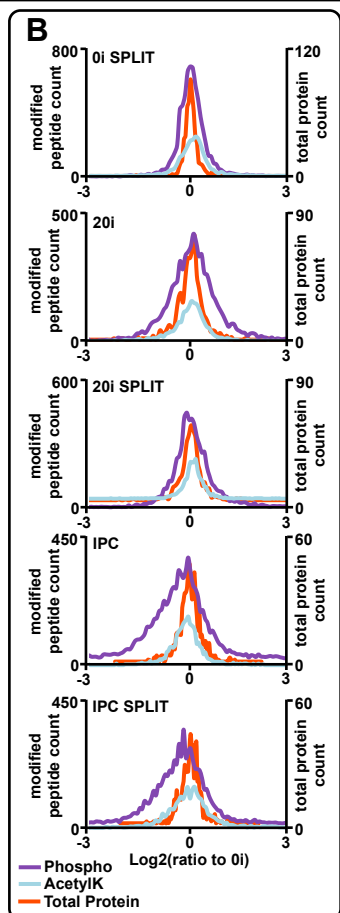 B
0i SPLIT
800
0
modified
peptide count
120
0
total protein
count
-3
0
3
20i
500
0
modified
peptide count
90
0
total protein
count
-3
0
3
20i SPLIT
600
0
modified
peptide count
90
0
total protein
count
-3
0
3
IPC
450
0
modified
peptide count
60
0
total protein
count
-3
0
3
IPC SPLIT
450
0
modified
peptide count
60
0
total protein
count
-3
0
3
Log2(ratio to 0i)
Phospho
AcetylK
Total Protein